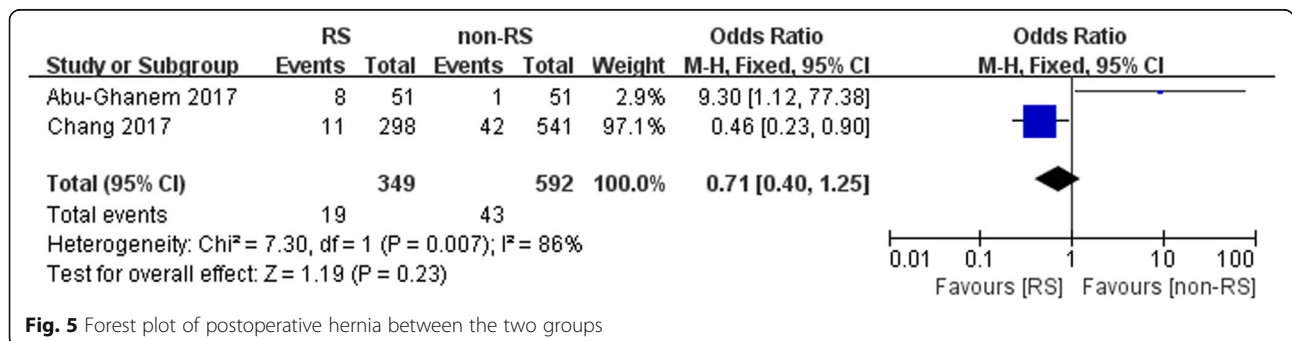 RS non-RS Odds Ratio Odds Ratio
Study or Subgroup Events Total Events Total Weight M-H, Fixed, 95% CI M-H, Fixed, 95% CI
Abu-Ghanem 2017 8 51 1 51 2.9% 9.30 [1.12, 77.38]
Chang 2017 11 298 42 541 97.1% 0.46 [0.23, 0.90]
Total (95% CI) 349 592 100.0% 0.71 [0.40, 1.25]
Total events 19 43
Heterogeneity: Chi² = 7.30, df = 1 (P = 0.007); I² = 86%
Test for overall effect: Z = 1.19 (P = 0.23)
0.01 0.1 1 10 100
Favours [RS] Favours [non-RS]
Fig. 5 Forest plot of postoperative hernia between the two groups